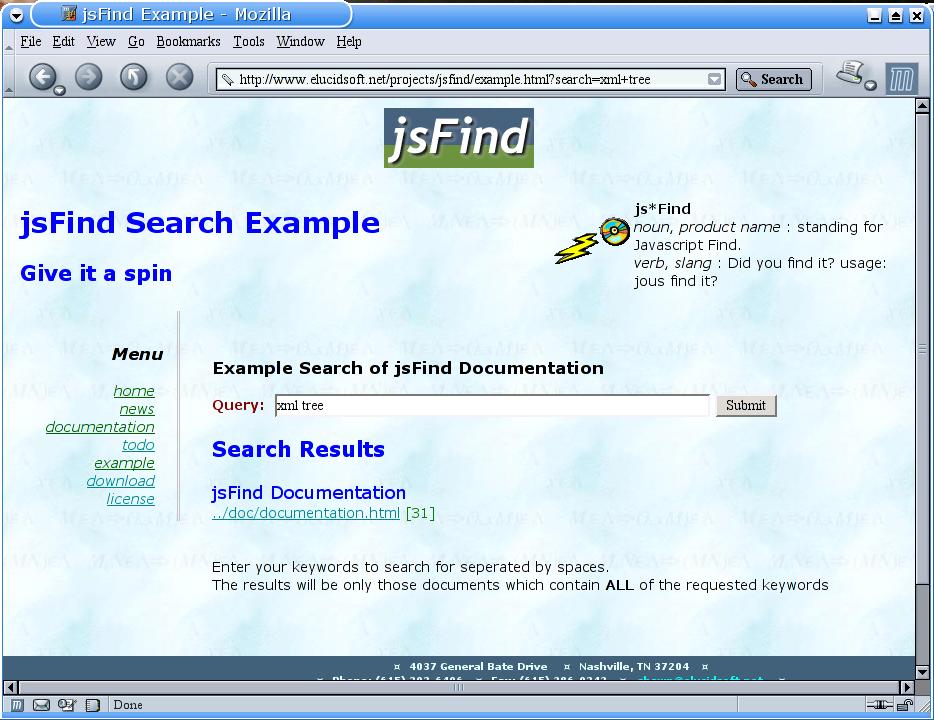 jsFind Example - Mozilla
File Edit View Go Bookmarks Tools Window Help
http://www.elucidsoft.net/projects/jsfind/example.html?search=xml+tree Search
jsFind
jsFind Search Example
Give it a spin
js*Find
noun, product name : standing for
Javascript Find.
verb, slang : Did you find it? usage:
jous find it?
Menu
home
news
documentation
todo
example
download
license
Example Search of jsFind Documentation
Query: xml tree Submit
Search Results
jsFind Documentation
../doc/documentation.html [31]
Enter your keywords to search for seperated by spaces.
The results will be only those documents which contain ALL of the requested keywords
¤ 4037 General Bate Drive ¤ Nashville, TN 37204 ¤
Done